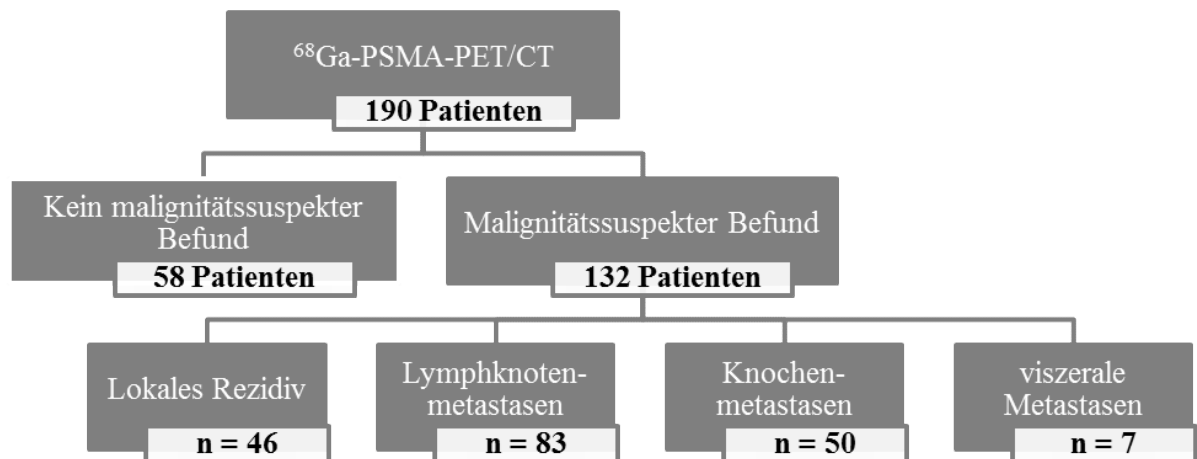 ⁶⁸Ga-PSMA-PET/CT
190 Patienten
Kein malignitätssuspekter
Befund
58 Patienten
Malignitätssuspekter Befund
132 Patienten
Lokales Rezidiv
n = 46
Lymphknoten-
metastasen
n = 83
Knochen-
metastasen
n = 50
viszerale
Metastasen
n = 7